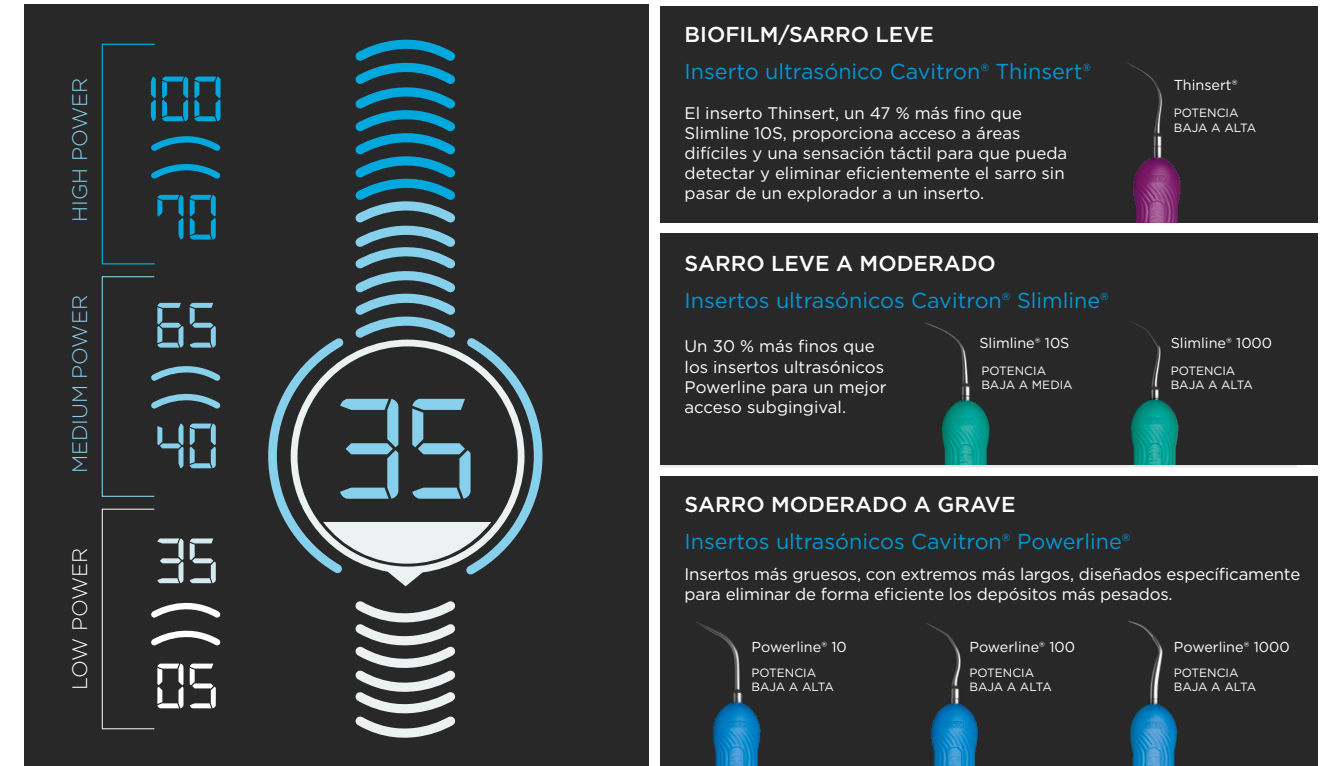 HIGH POWER
100
70
MEDIUM POWER
65
40
LOW POWER
35
05
35
BIOFILM/SARRO LEVE
Inserto ultrasónico Cavitron® Thinsert®
El inserto Thinsert, un 47 % más fino que
Slimline 10S, proporciona acceso a áreas
difíciles y una sensación táctil para que pueda
detectar y eliminar eficientemente el sarro sin
pasar de un explorador a un inserto.
Thinsert®
POTENCIA
BAJA A ALTA
SARRO LEVE A MODERADO
Insertos ultrasónicos Cavitron® Slimline®
Un 30 % más finos que
los insertos ultrasónicos
Powerline para un mejor
acceso subgingival.
Slimline® 10S
POTENCIA
BAJA A MEDIA
Slimline® 1000
POTENCIA
BAJA A ALTA
SARRO MODERADO A GRAVE
Insertos ultrasónicos Cavitron® Powerline®
Insertos más gruesos, con extremos más largos, diseñados específicamente
para eliminar de forma eficiente los depósitos más pesados.
Powerline® 10
POTENCIA
BAJA A ALTA
Powerline® 100
POTENCIA
BAJA A ALTA
Powerline® 1000
POTENCIA
BAJA A ALTA